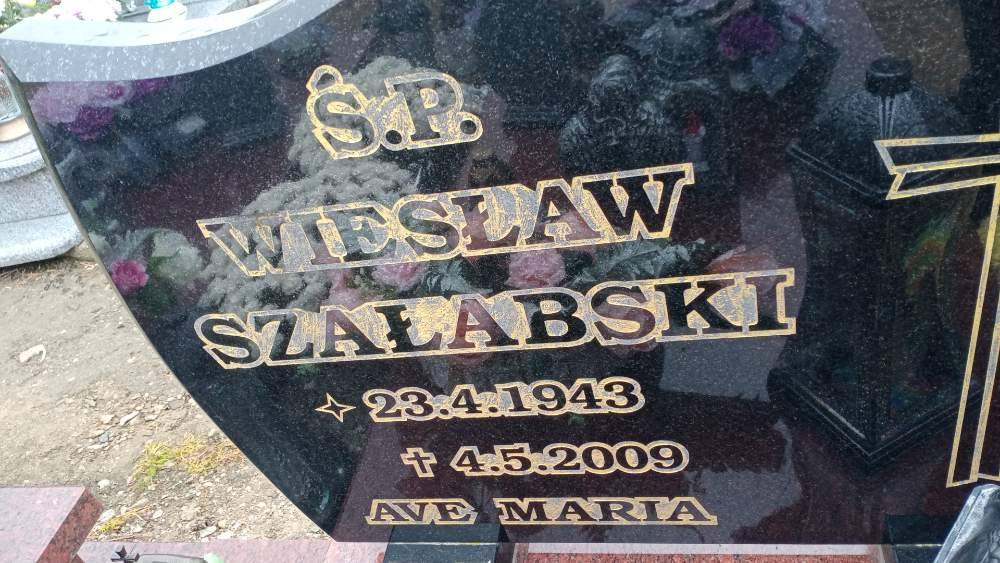 Ś.P.
WIESŁAW
SZAŁABSKI
23.4.1943
4.5.2009
AVE MARIA